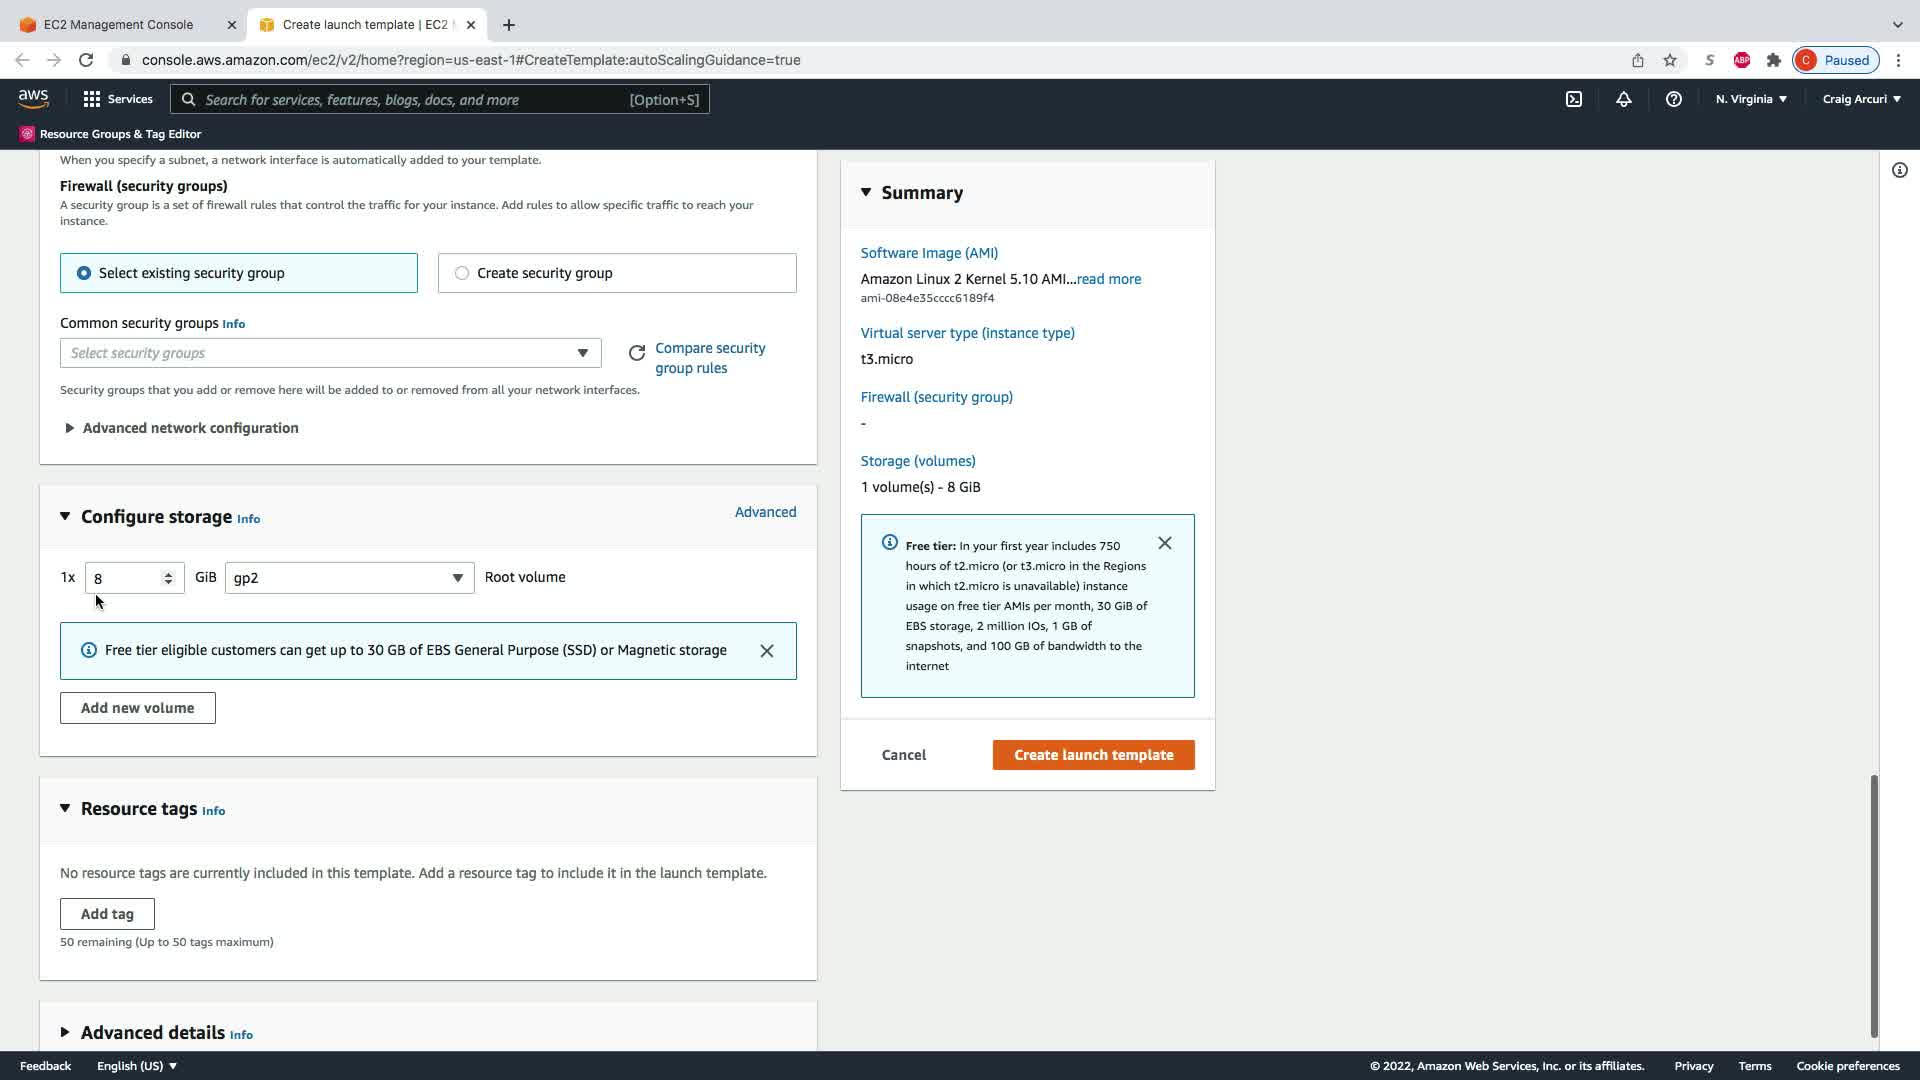 EC2 Management Console
Create launch template | EC2
console.aws.amazon.com/ec2/v2/home?region=us-east-1#CreateTemplate:autoScalingGuidance=true
S
ABP
C
Paused
aws
Services
Search for services, features, blogs, docs, and more
[Option+S]
N. Virginia
Craig Arcuri
Resource Groups & Tag Editor
When you specify a subnet, a network interface is automatically added to your template.
Firewall (security groups)
A security group is a set of firewall rules that control the traffic for your instance. Add rules to allow specific traffic to reach your
instance.
Select existing security group
Create security group
Common security groups Info
Select security groups
Compare security
group rules
Security groups that you add or remove here will be added to or removed from all your network interfaces.
Advanced network configuration
Configure storage Info
Advanced
1x
8
GiB
gp2
Root volume
Free tier eligible customers can get up to 30 GB of EBS General Purpose (SSD) or Magnetic storage
Add new volume
Resource tags Info
No resource tags are currently included in this template. Add a resource tag to include it in the launch template.
Add tag
50 remaining (Up to 50 tags maximum)
Advanced details Info
Summary
Software Image (AMI)
Amazon Linux 2 Kernel 5.10 AMI...read more
ami-08e4e35cccc6189f4
Virtual server type (instance type)
t3.micro
Firewall (security group)
-
Storage (volumes)
1 volume(s) - 8 GiB
Free tier: In your first year includes 750
hours of t2.micro (or t3.micro in the Regions
in which t2.micro is unavailable) instance
usage on free tier AMIs per month, 30 GiB of
EBS storage, 2 million IOs, 1 GB of
snapshots, and 100 GB of bandwidth to the
internet
Cancel
Create launch template
Feedback
English (US)
© 2022, Amazon Web Services, Inc. or its affiliates.
Privacy
Terms
Cookie preferences